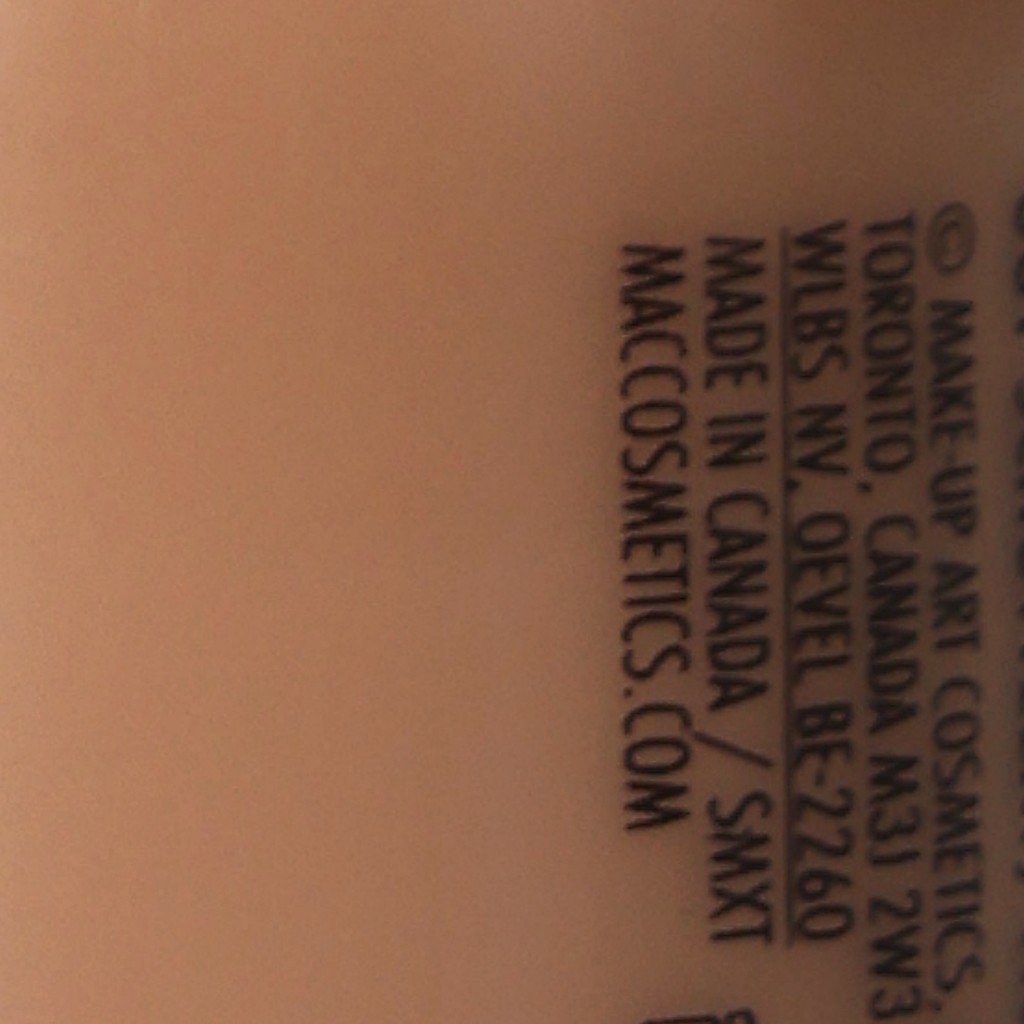 © MAKE-UP ART COSMETICS,
TORONTO, CANADA M3J 2W3
WLBS NV, OEVEL BE-2260
MADE IN CANADA / SMXT
MACCOSMETICS.COM